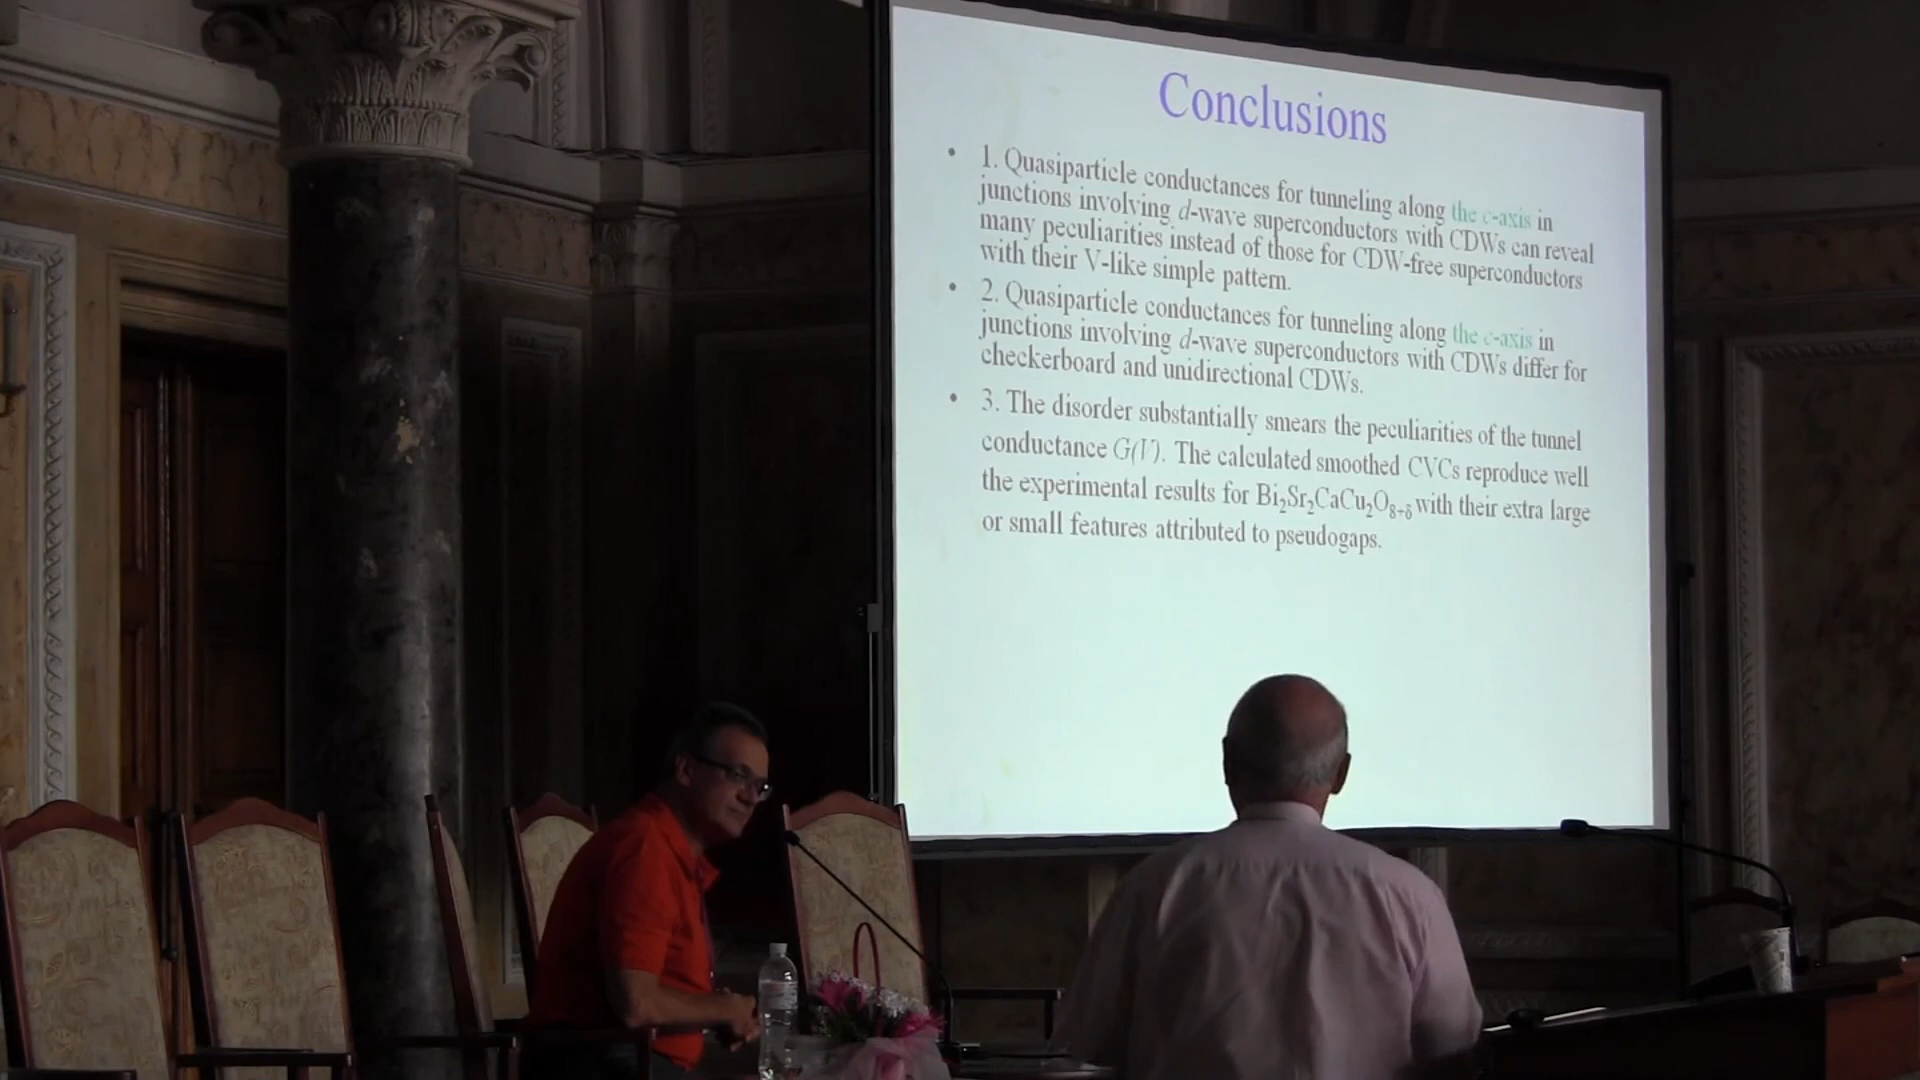 Conclusions
• 1. Quasiparticle conductances for tunneling along the c-axis in
junctions involving d-wave superconductors with CDWs can reveal
many peculiarities instead of those for CDW-free superconductors
with their V-like simple pattern.
• 2. Quasiparticle conductances for tunneling along the c-axis in
junctions involving d-wave superconductors with CDWs differ for
checkerboard and unidirectional CDWs.
• 3. The disorder substantially smears the peculiarities of the tunnel
conductance G(V). The calculated smoothed CVCs reproduce well
the experimental results for Bi₂Sr₂CaCu₂O₈₊δ with their extra large
or small features attributed to pseudogaps.